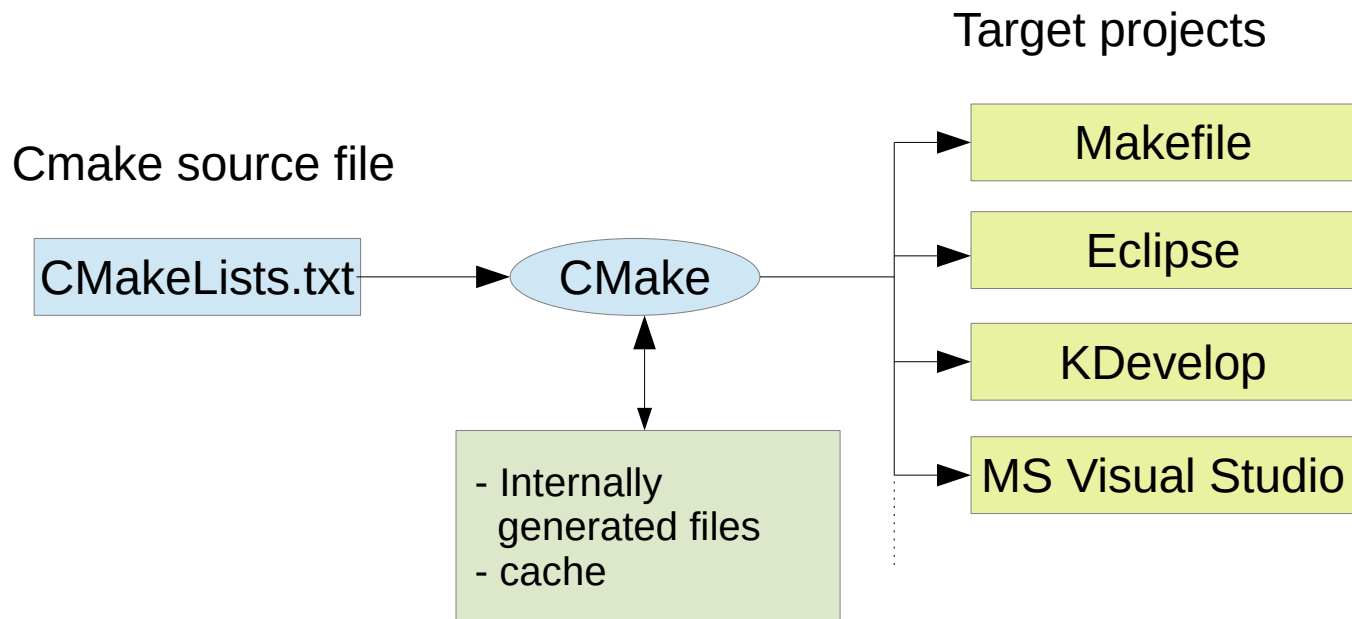 Target projects
Cmake source file
CMakeLists.txt
CMake
- Internally
generated files
- cache
Makefile
Eclipse
KDevelop
MS Visual Studio